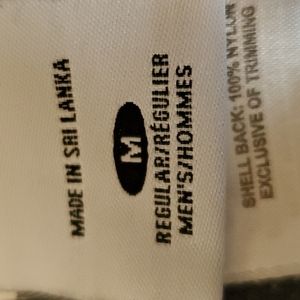 MADE IN SRI LANKA
M
REGULAR/RÉGULIER
MEN'S/HOMMES
SHELL BACK: 100% NYLON
EXCLUSIVE OF TRIMMING